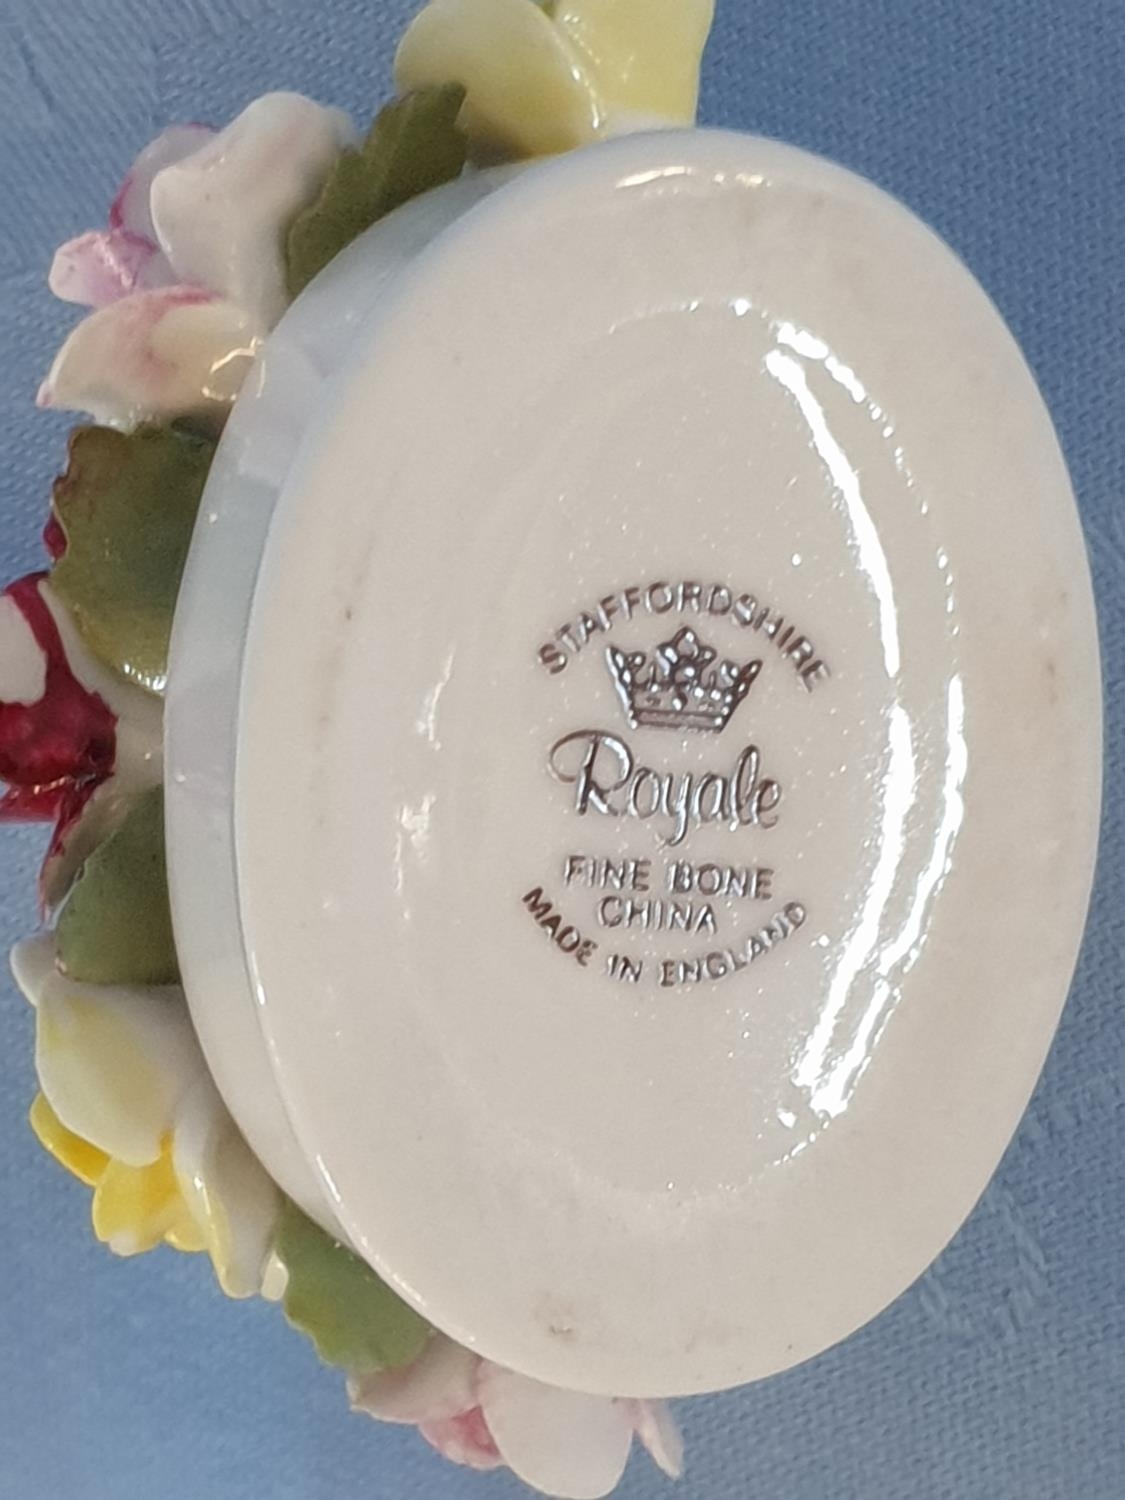 STAFFORDSHIRE
Royale
FINE BONE
CHINA
MADE IN ENGLAND